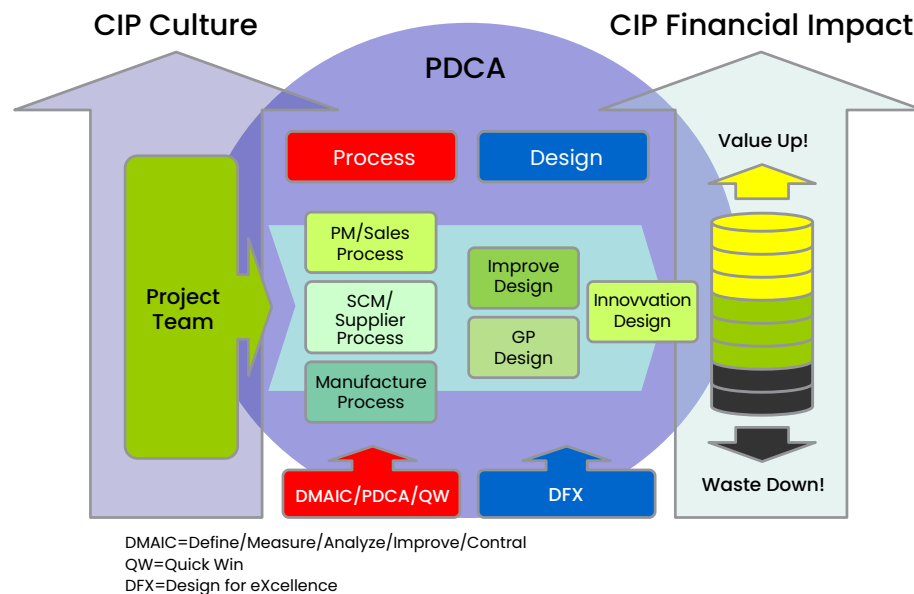 CIP Culture
CIP Financial Impact
PDCA
Process
Design
Value Up!
Project
Team
PM/Sales
Process
SCM/
Supplier
Process
Manufacture
Process
Improve
Design
GP
Design
Innovvation
Design
Waste Down!
DMAIC/PDCA/QW
DFX
DMAIC=Define/Measure/Analyze/Improve/Contral
QW=Quick Win
DFX=Design for eXcellence